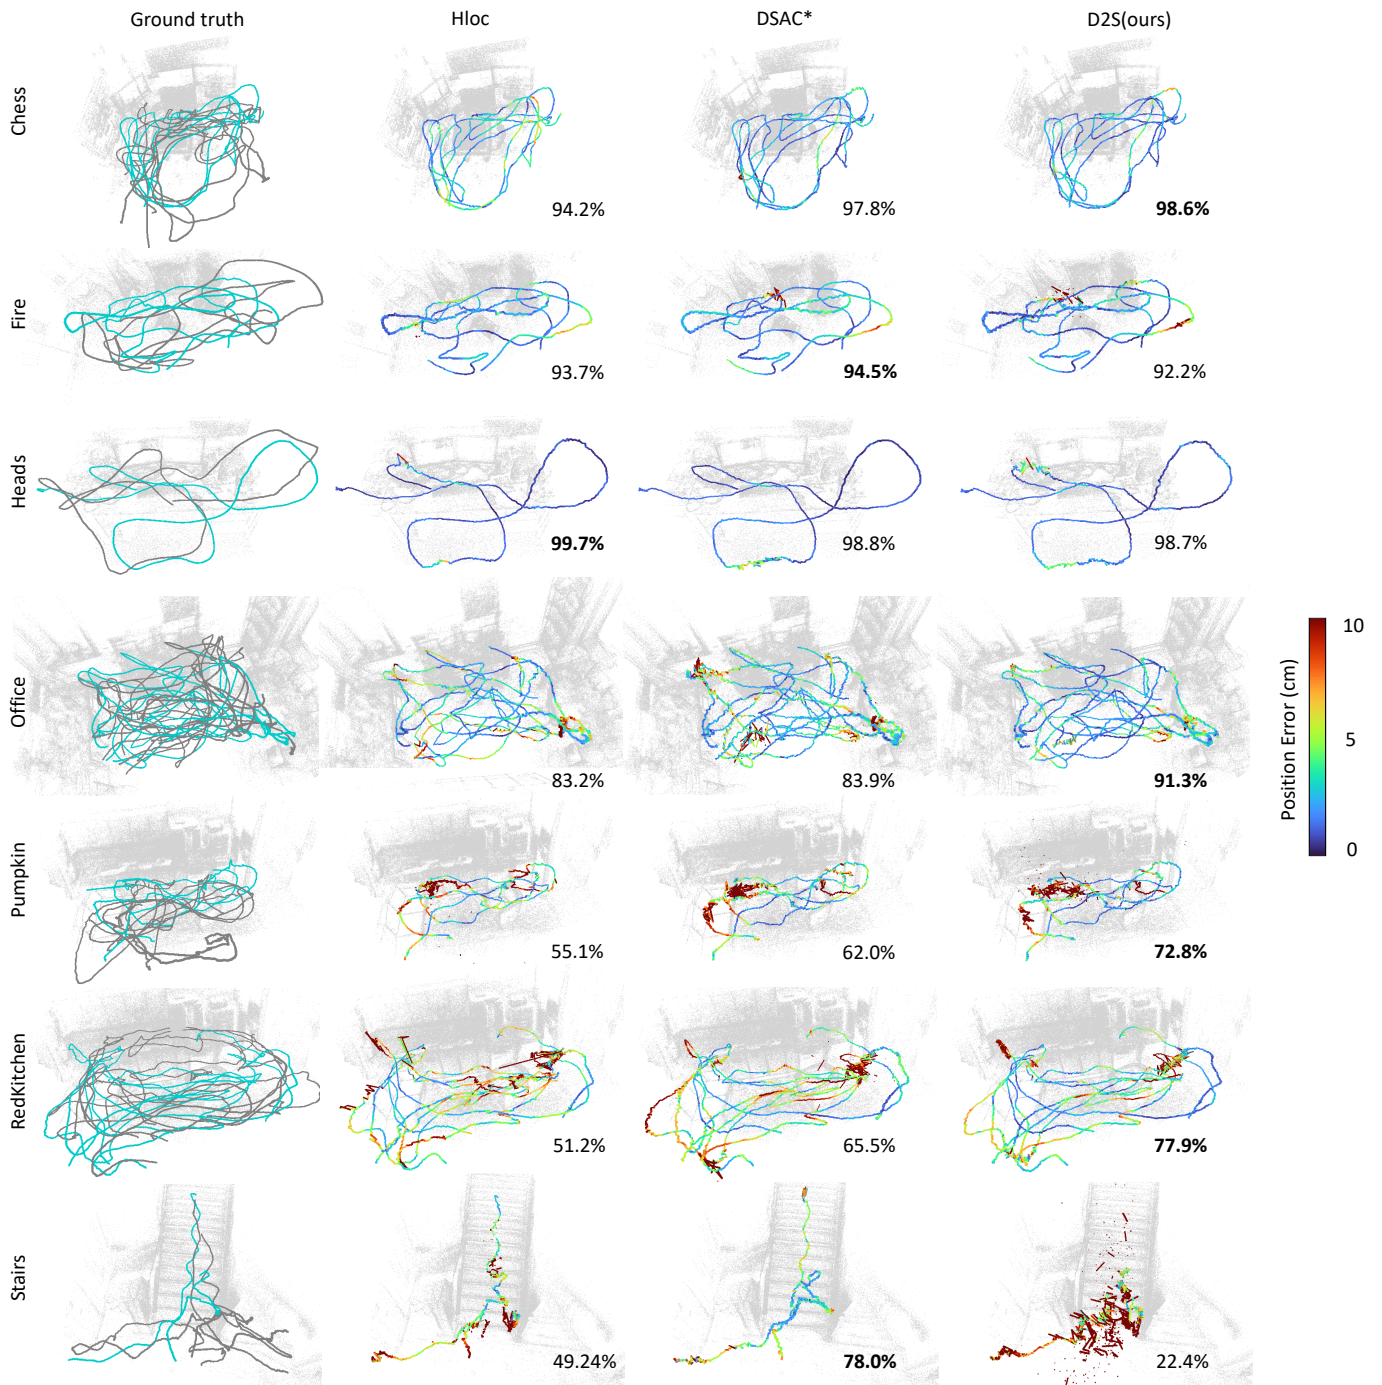 Ground truth
Hloc
DSAC*
D2S(ours)
Chess
94.2%
97.8%
98.6%
Fire
93.7%
94.5%
92.2%
Heads
99.7%
98.8%
98.7%
Office
83.2%
83.9%
91.3%
Pumpkin
55.1%
62.0%
72.8%
RedKitchen
51.2%
65.5%
77.9%
Stairs
49.24%
78.0%
22.4%
Position Error (cm)
10
5
0